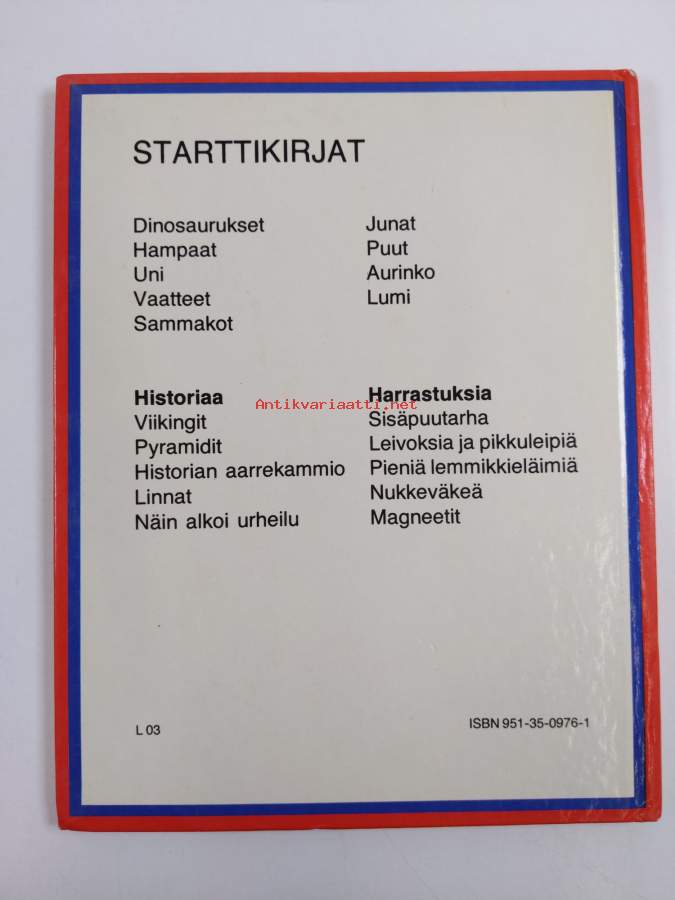 STARTTIKIRJAT
Dinosaurukset
Hampaat
Uni
Vaatteet
Sammakot
Junat
Puut
Aurinko
Lumi
Historiaa
Viikingit
Pyramidit
Historian aarrekammio
Linnat
Näin alkoi urheilu
Harrastuksia
Antikvariaatti.net
Sisäpuutarha
Leivoksia ja pikkuleipiä
Pieniä lemmikkieläimiä
Nukkeväkeä
Magneetit
L 03
ISBN 951-35-0976-1